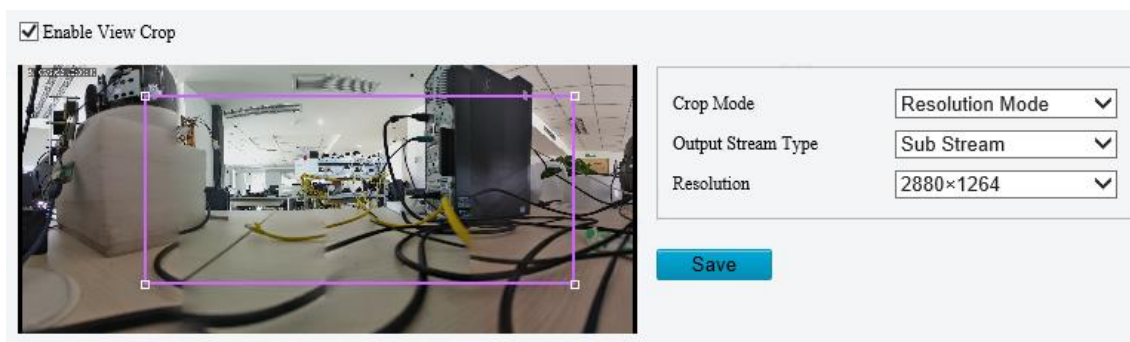 Enable View Crop
Crop Mode
Resolution Mode
Output Stream Type
Sub Stream
Resolution
2880×1264
Save